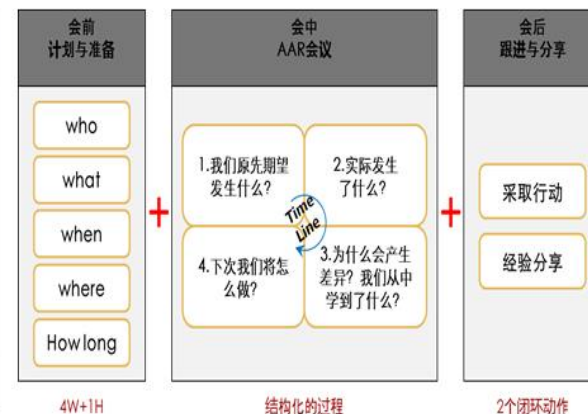 会前
计划与准备
who
what
when
where
How long
4W+1H
+
会中
AAR会议
1.我们原先期望
发生什么?
2.实际发生
了什么?
Time
Line
4.下次我们将怎
么做?
3.为什么会产生
差异? 我们从中
学到了什么?
结构化的过程
+
会后
跟进与分享
采取行动
经验分享
2个闭环动作